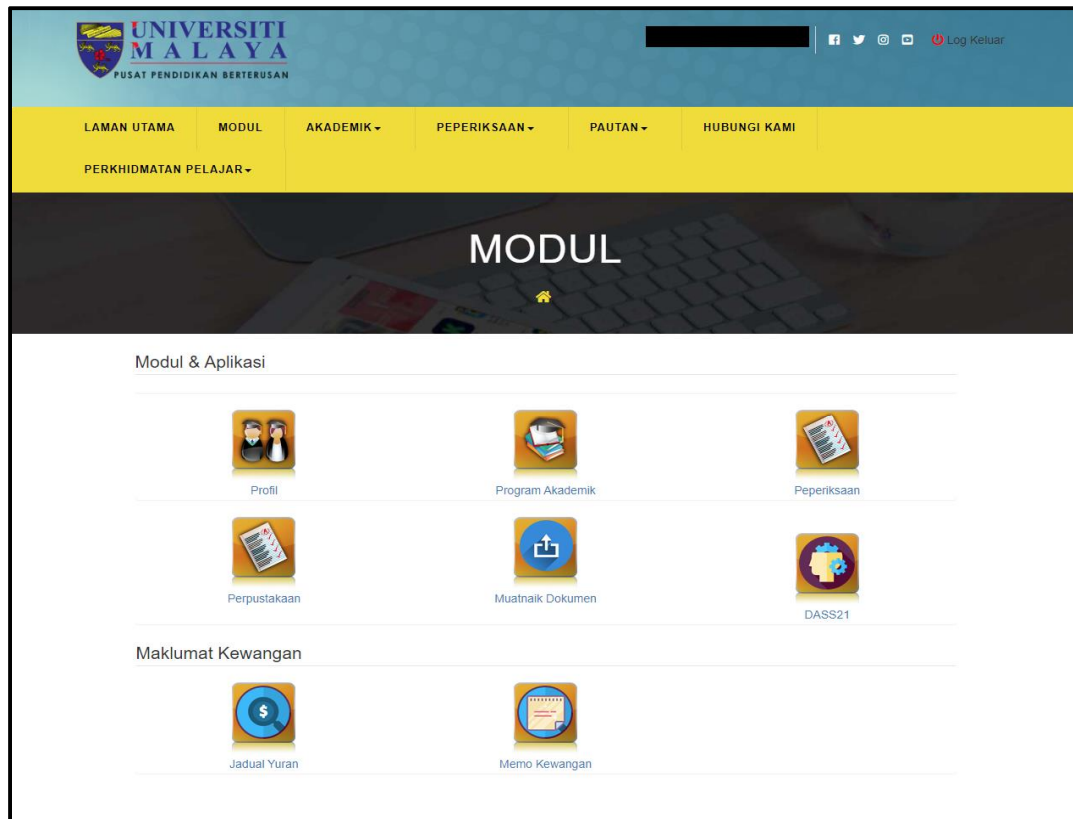 UNIVERSITI
MALAYA
PUSAT PENDIDIKAN BERTERUSAN
Log Keluar
LAMAN UTAMA MODUL AKADEMIK PEPERIKSAAN PAUTAN HUBUNGI KAMI
PERKHIDMATAN PELAJAR
MODUL
Modul & Aplikasi
Profil Program Akademik Peperiksaan
Perpustakaan Muatnaik Dokumen DASS21
Maklumat Kewangan
Jadual Yuran Memo Kewangan